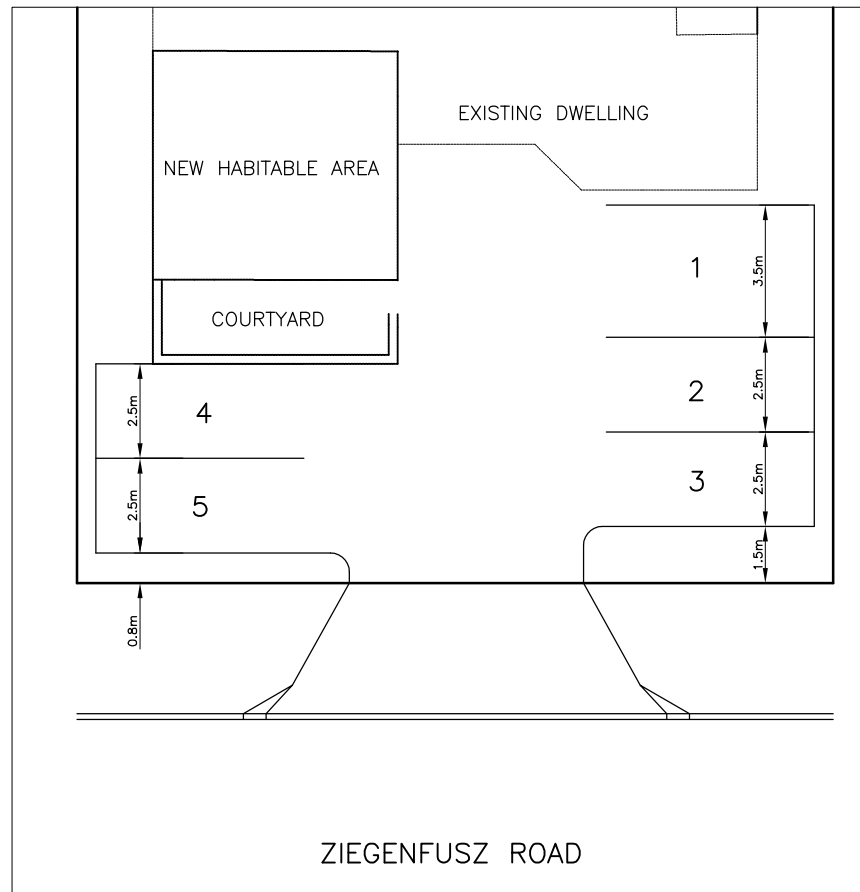 EXISTING DWELLING
NEW HABITABLE AREA
1
3.5m
COURTYARD
2
2.5m
4
2.5m
3
2.5m
5
2.5m
1.5m
0.8m
ZIEGENFUSZ ROAD